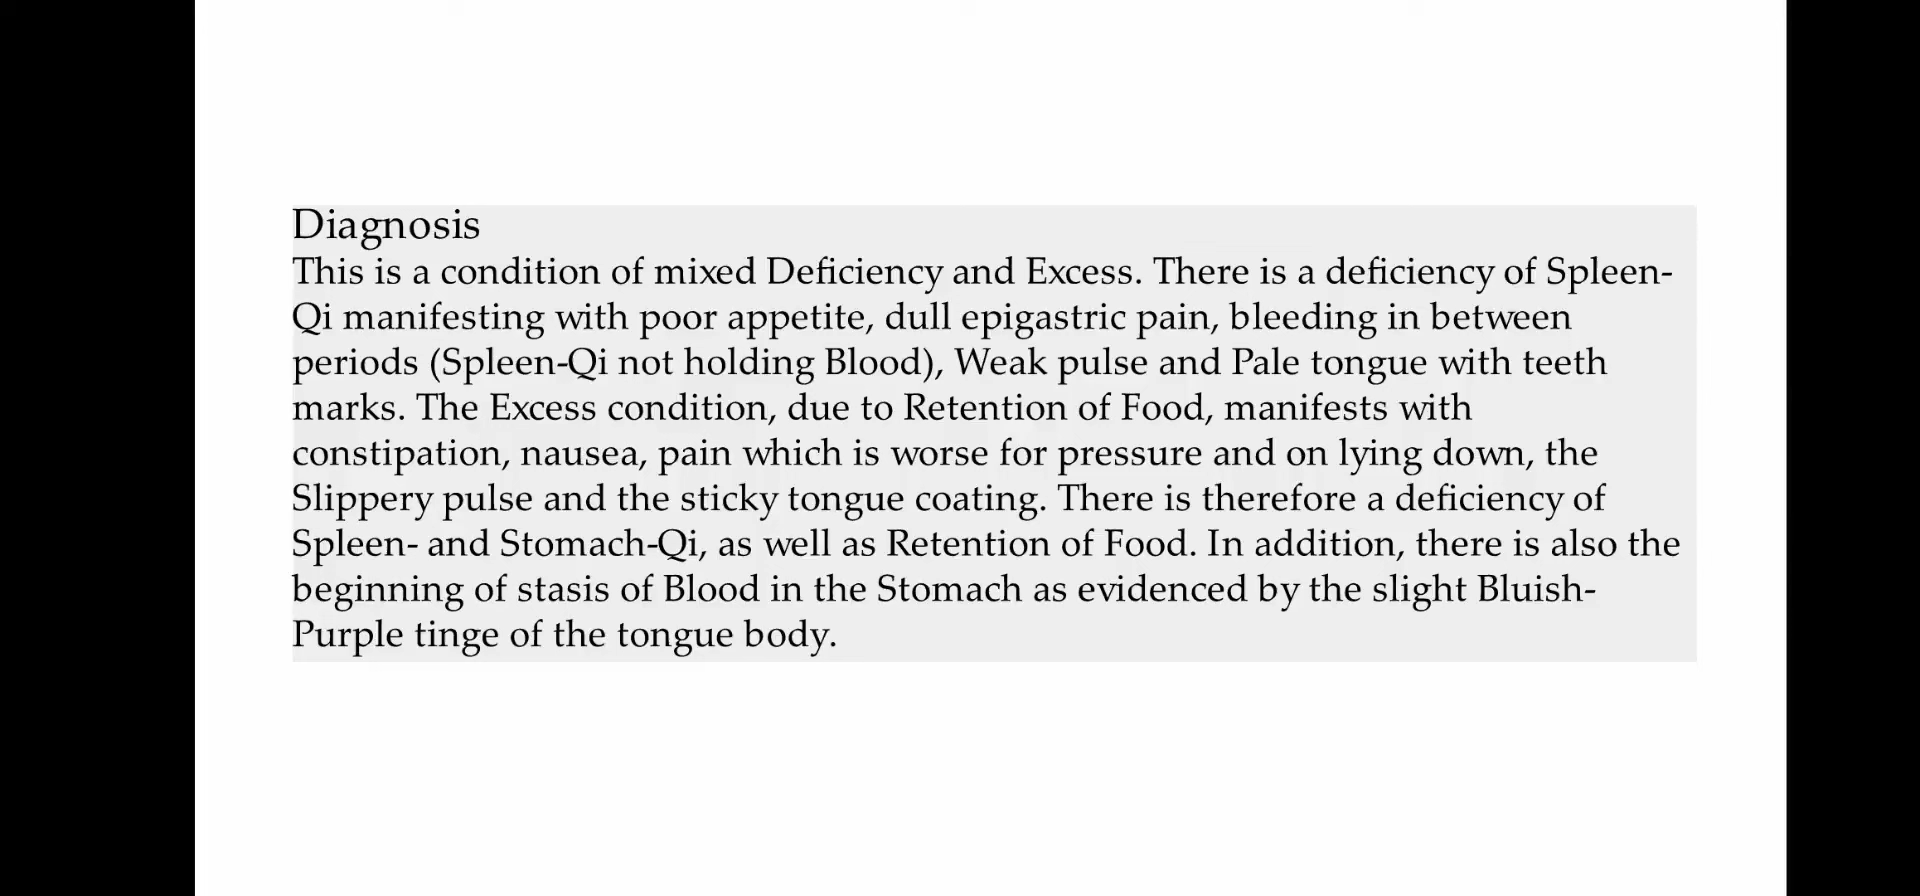 Diagnosis
This is a condition of mixed Deficiency and Excess. There is a deficiency of Spleen-
Qi manifesting with poor appetite, dull epigastric pain, bleeding in between
periods (Spleen-Qi not holding Blood), Weak pulse and Pale tongue with teeth
marks. The Excess condition, due to Retention of Food, manifests with
constipation, nausea, pain which is worse for pressure and on lying down, the
Slippery pulse and the sticky tongue coating. There is therefore a deficiency of
Spleen- and Stomach-Qi, as well as Retention of Food. In addition, there is also the
beginning of stasis of Blood in the Stomach as evidenced by the slight Bluish-
Purple tinge of the tongue body.